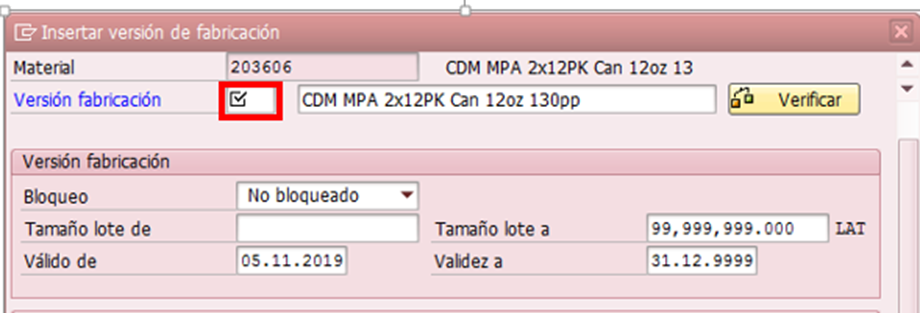 Insertar versión de fabricación
Material 203606 CDM MPA 2x12PK Can 12oz 13
Versión fabricación CDM MPA 2x12PK Can 12oz 130pp Verificar
Versión fabricación
Bloqueo No bloqueado
Tamaño lote de Tamaño lote a 99,999,999.000 LAT
Válido de 05.11.2019 Validez a 31.12.9999